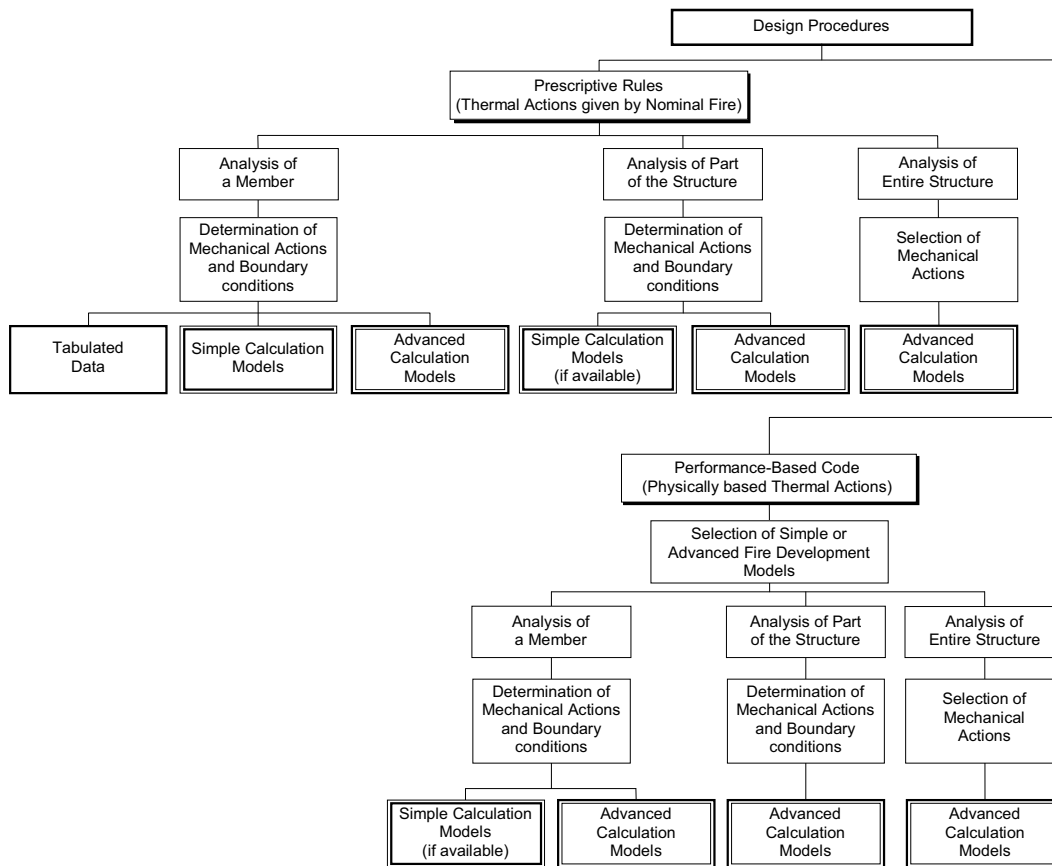 Design Procedures
Prescriptive Rules
(Thermal Actions given by Nominal Fire)
Analysis of
a Member
Analysis of Part
of the Structure
Analysis of
Entire Structure
Determination of
Mechanical Actions
and Boundary
conditions
Determination of
Mechanical Actions
and Boundary
conditions
Selection of
Mechanical
Actions
Tabulated
Data
Simple Calculation
Models
Advanced
Calculation
Models
Simple Calculation
Models
(if available)
Advanced
Calculation
Models
Advanced
Calculation
Models
Performance-Based Code
(Physically based Thermal Actions)
Selection of Simple or
Advanced Fire Development
Models
Analysis of
a Member
Analysis of Part
of the Structure
Analysis of
Entire Structure
Determination of
Mechanical Actions
and Boundary
conditions
Determination of
Mechanical Actions
and Boundary
conditions
Selection of
Mechanical
Actions
Simple Calculation
Models
(if available)
Advanced
Calculation
Models
Advanced
Calculation
Models
Advanced
Calculation
Models